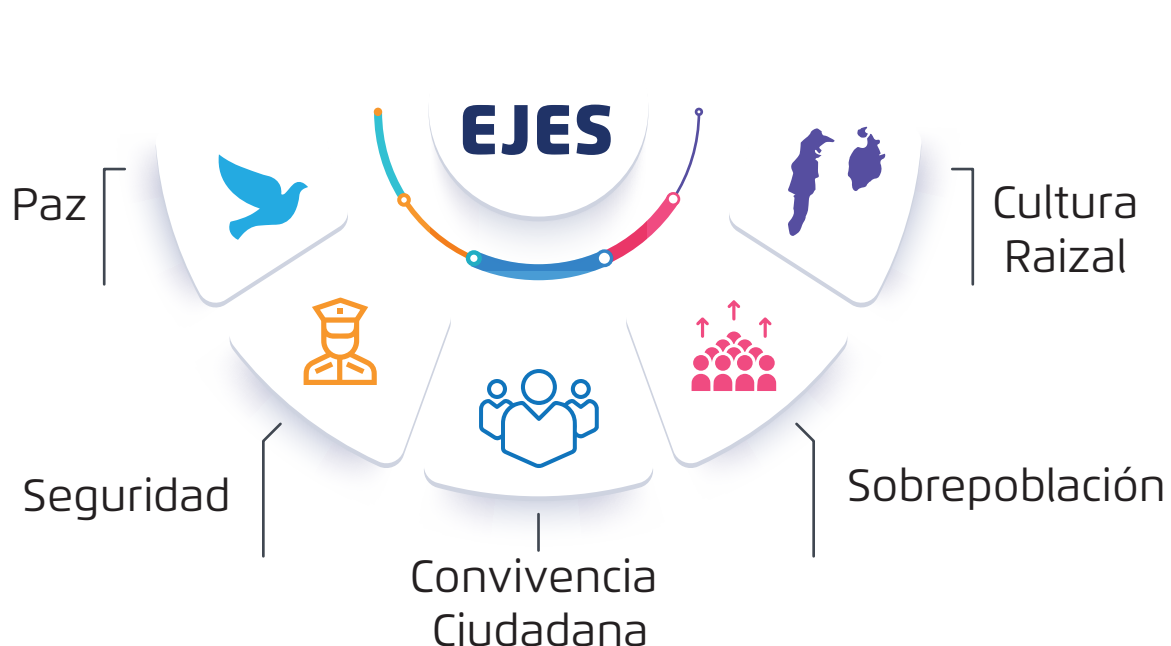 EJES
Paz
Seguridad
Convivencia
Ciudadana
Sobrepoblación
Cultura
Raizal